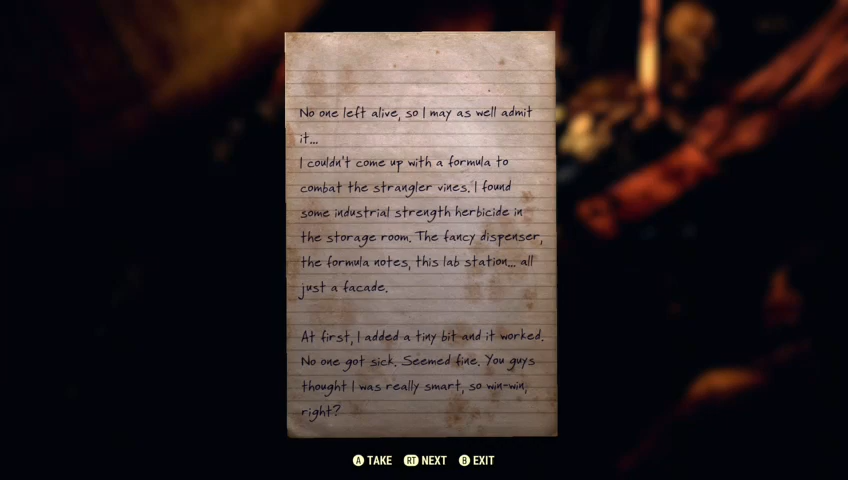 No one left alive, so I may as well admit
it...
I couldn't come up with a formula to
combat the strangler vines. I found
some industrial strength herbicide in
the storage room. The fancy dispenser,
the formula notes, this lab station... all
just a facade.
At first, I added a tiny bit and it worked.
No one got sick. Seemed fine. You guys
thought I was really smart, so win-win,
right?
A TAKE RT NEXT B EXIT